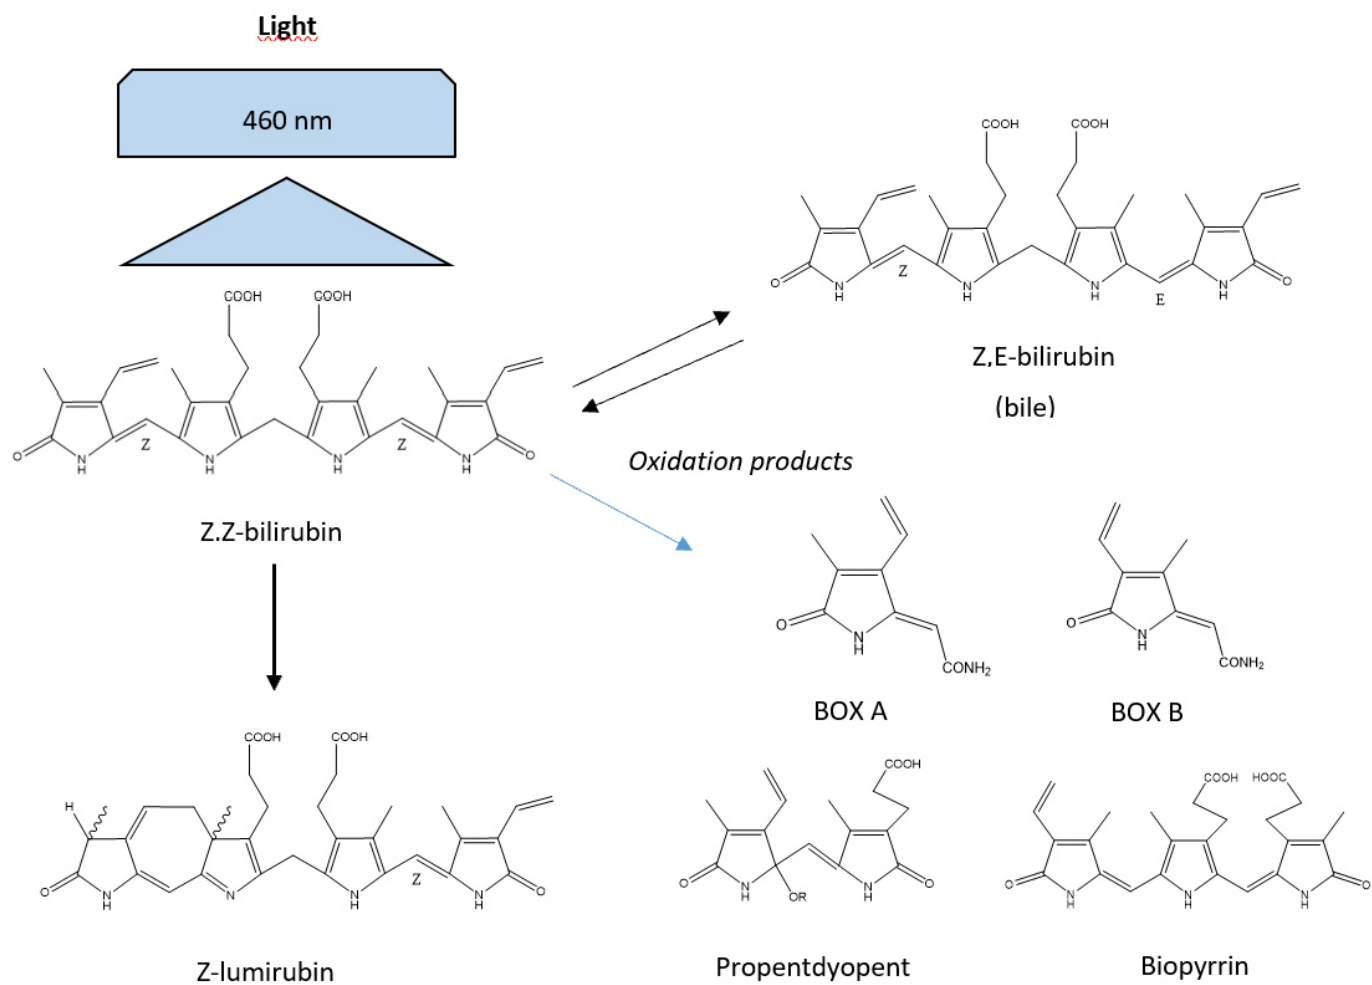 Light
460 nm
COOH COOH
O N H Z N H N H E N H O
Z,E-bilirubin
(bile)
COOH COOH
O N H Z N H N H Z N H O
Z.Z-bilirubin
Oxidation products
O N H CONH₂
BOX A
O N H CONH₂
BOX B
COOH COOH
H
O N H N N H Z N H O
Z-lumirubin
COOH
O NH OR N H O
Propentdyopent
COOH HOOC
O N H N H N H O
Biopyrrin